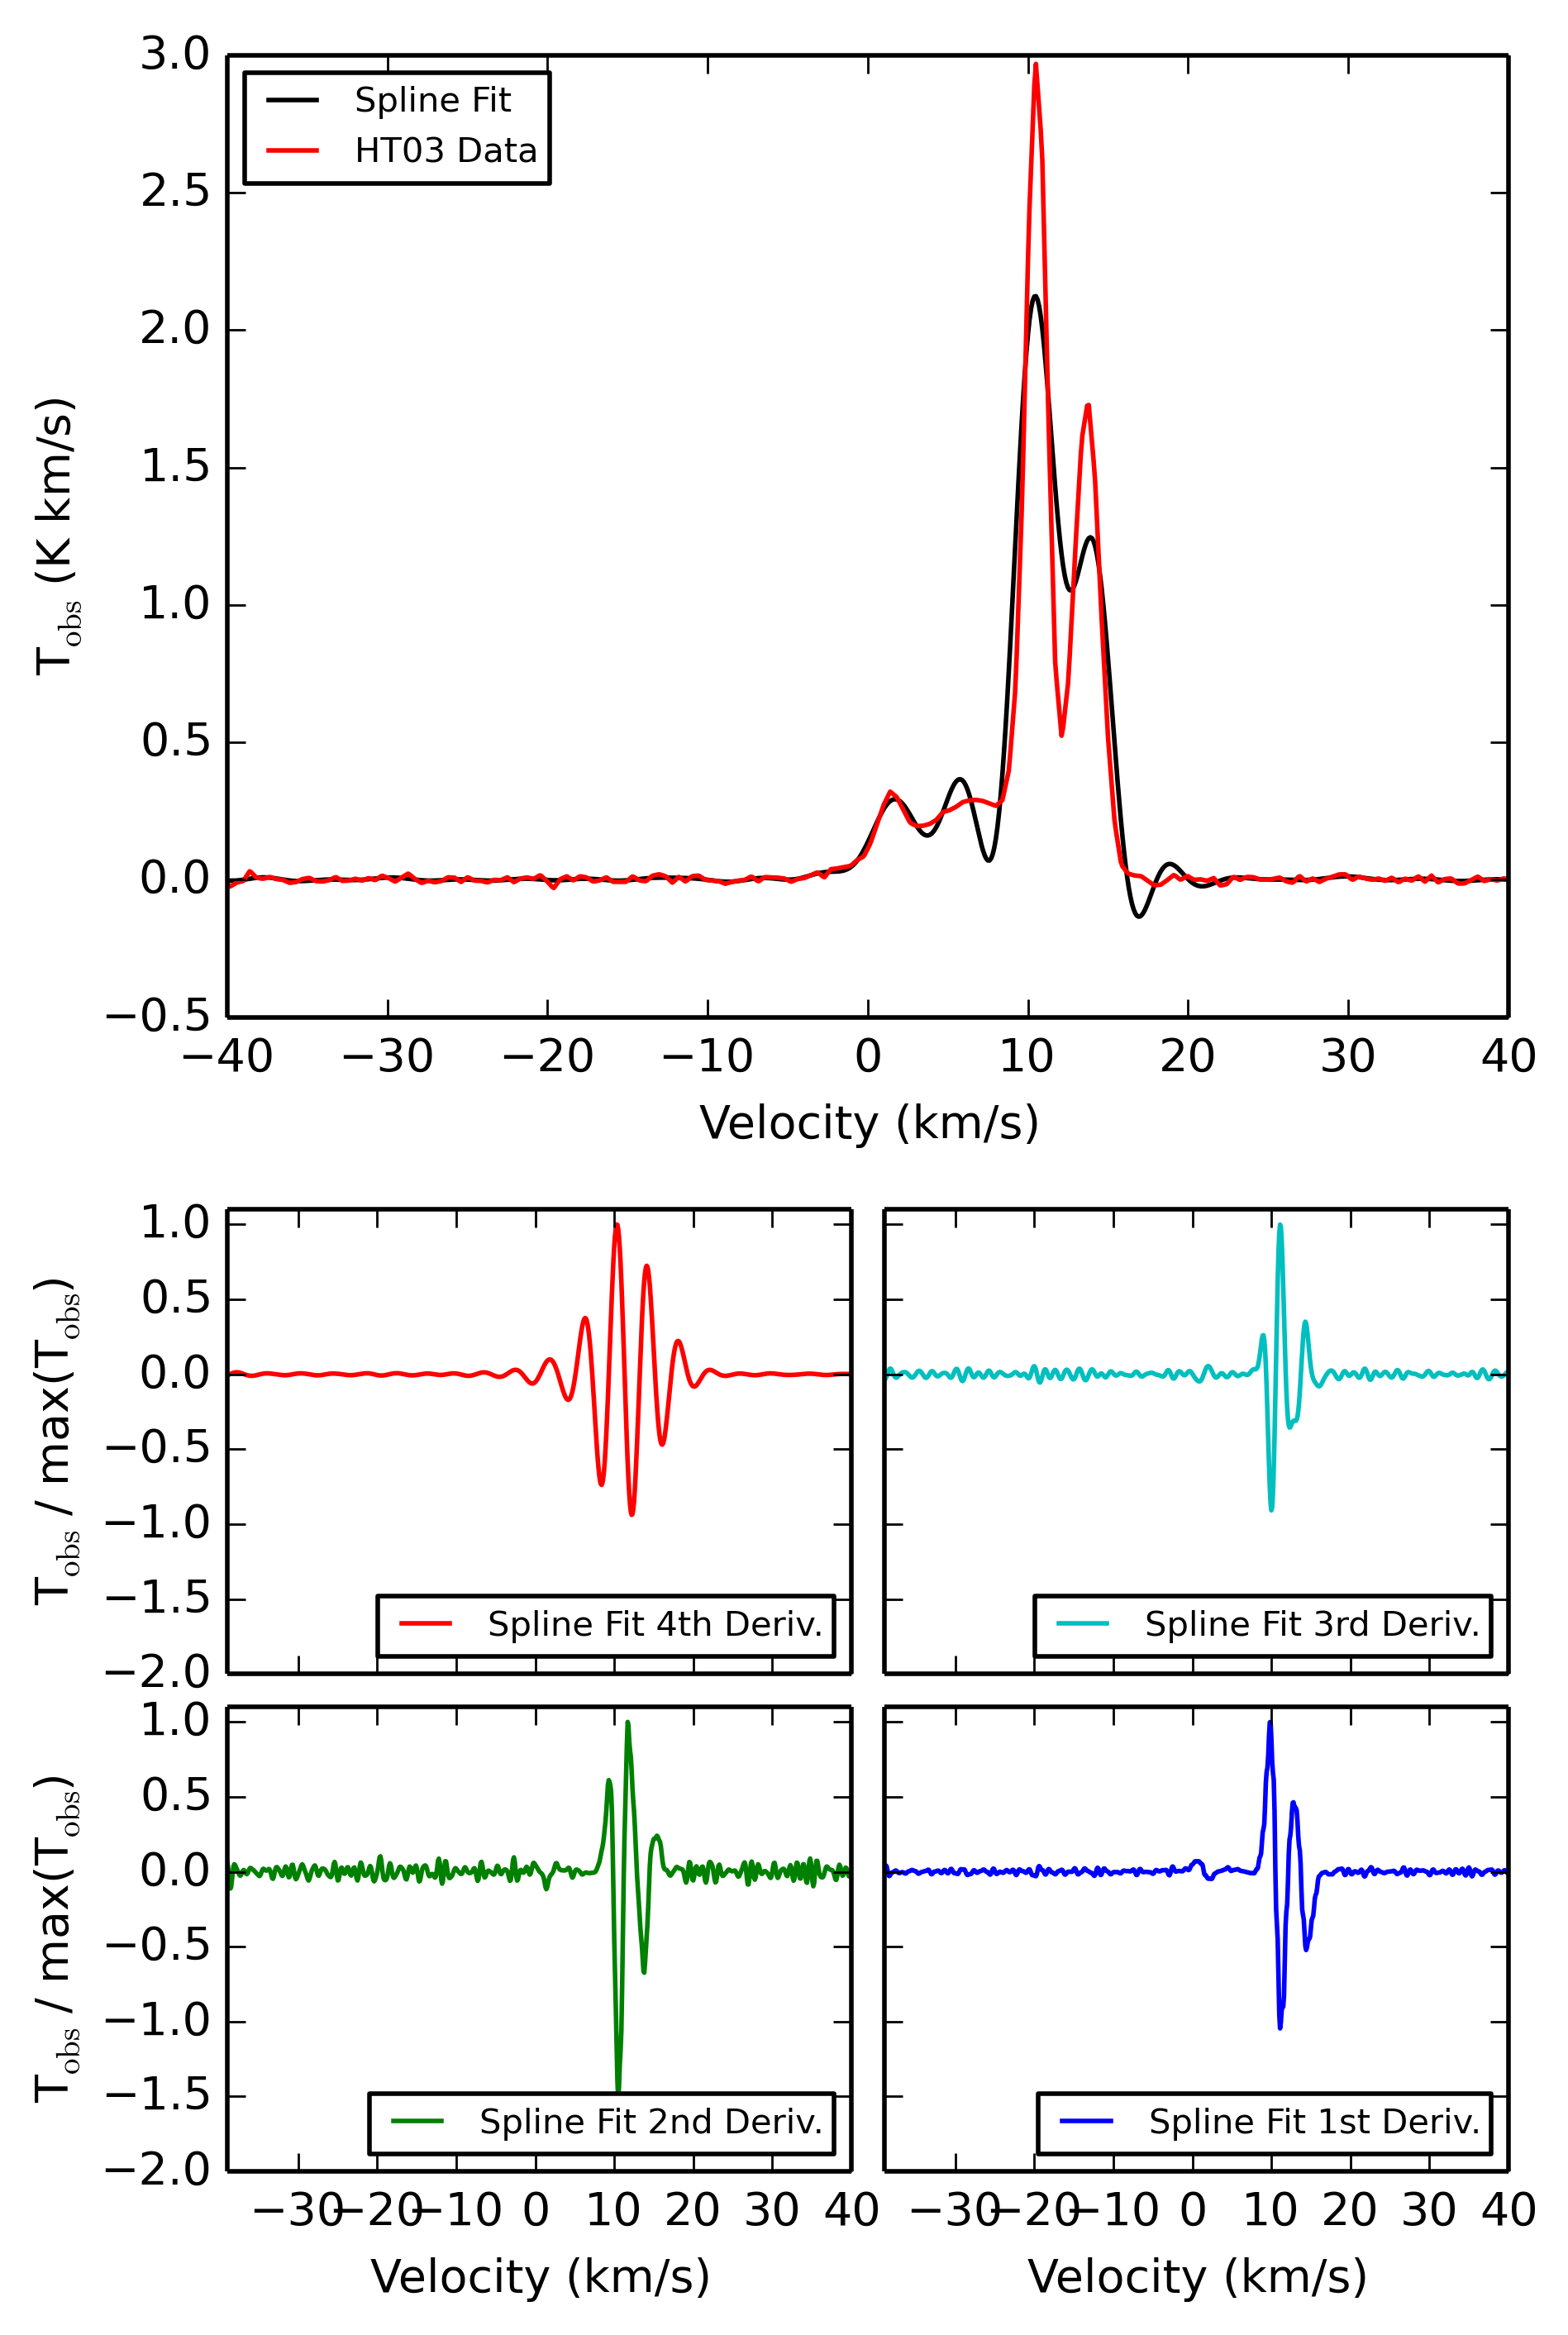 3.0
Spline Fit
HT03 Data
2.5
2.0
1.5
1.0
0.5
0.0
−0.5
T_obs (K km/s)
−40 −30 −20 −10 0 10 20 30 40
Velocity (km/s)
1.0
0.5
0.0
−0.5
−1.0
−1.5
−2.0
T_obs / max(T_obs)
Spline Fit 4th Deriv.
Spline Fit 3rd Deriv.
1.0
0.5
0.0
−0.5
−1.0
−1.5
−2.0
T_obs / max(T_obs)
Spline Fit 2nd Deriv.
Spline Fit 1st Deriv.
−30 −20 −10 0 10 20 30 40
−30 −20 −10 0 10 20 30 40
Velocity (km/s)
Velocity (km/s)